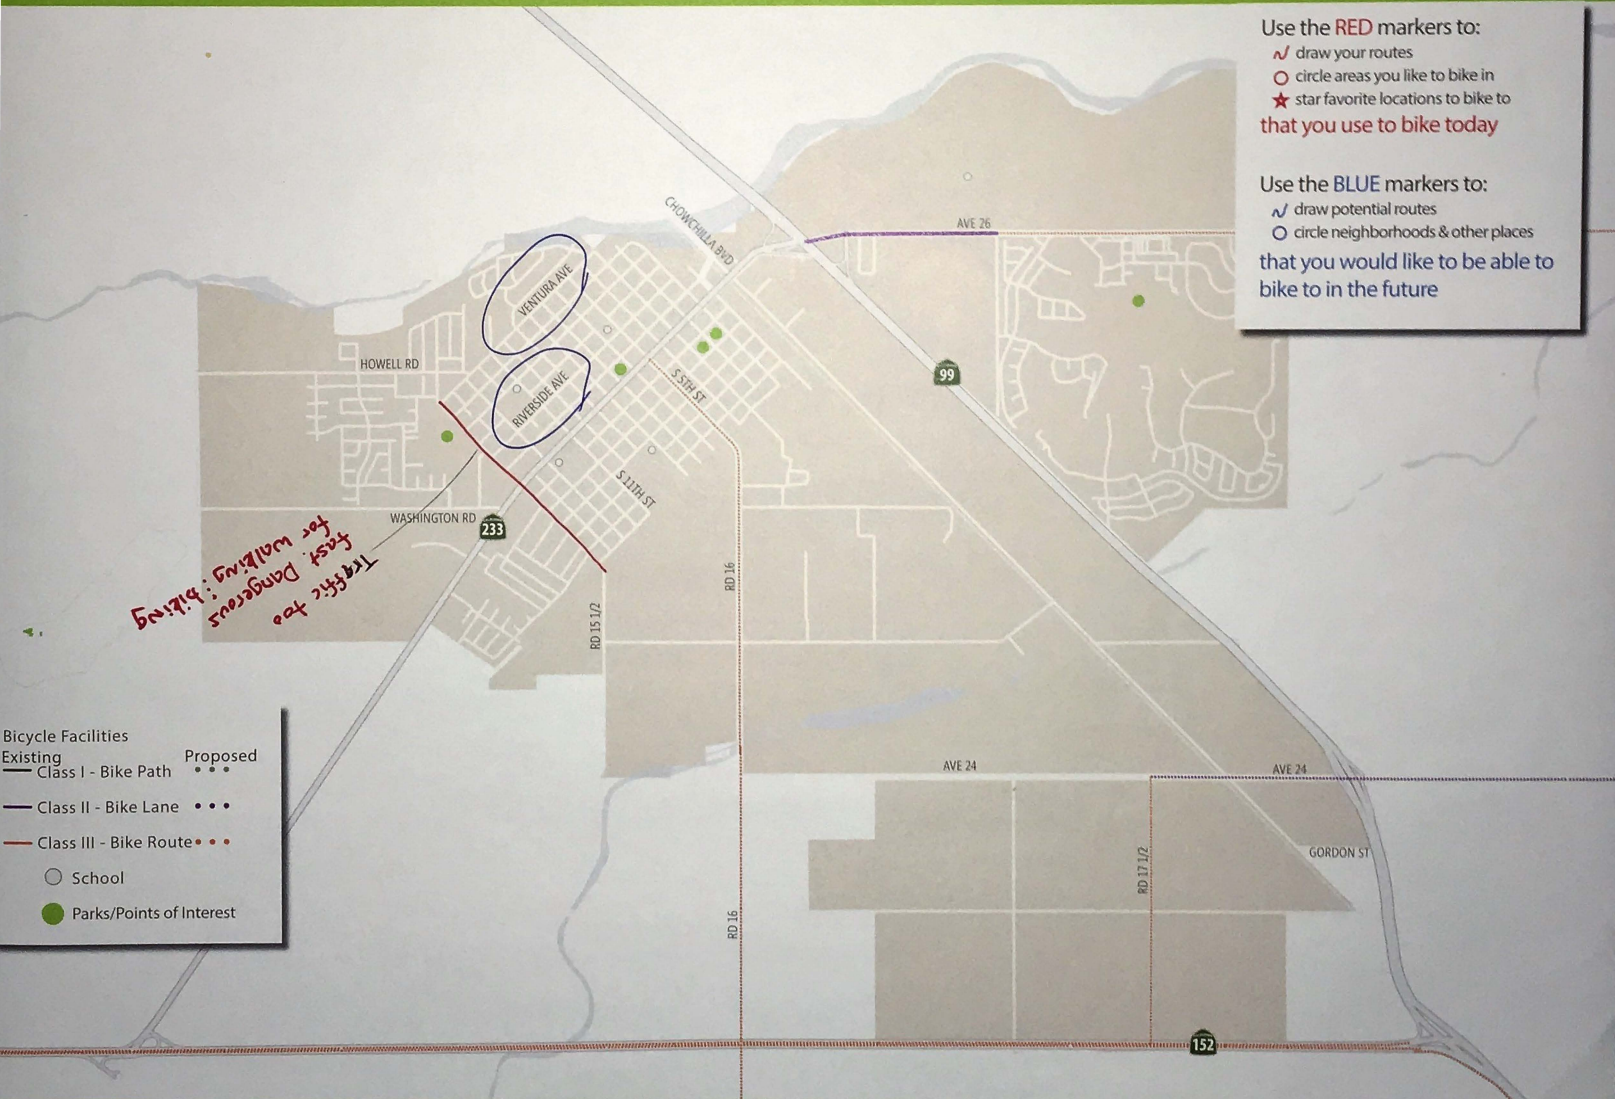 Use the RED markers to:
draw your routes
circle areas you like to bike in
star favorite locations to bike to
that you use to bike today
Use the BLUE markers to:
draw potential routes
circle neighborhoods & other places
that you would like to be able to
bike to in the future
CHOWCHILLA BVD
AVE 26
VENTURA AVE
HOWELL RD
RIVERSIDE AVE
S 5TH ST
99
S 11TH ST
WASHINGTON RD
233
Traffic too
fast Dangerous
for walking ; biking
RD 16
RD 15 1/2
AVE 24
AVE 24
GORDON ST
RD 17 1/2
RD 16
152
Bicycle Facilities
Existing Proposed
Class I - Bike Path
Class II - Bike Lane
Class III - Bike Route
School
Parks/Points of Interest